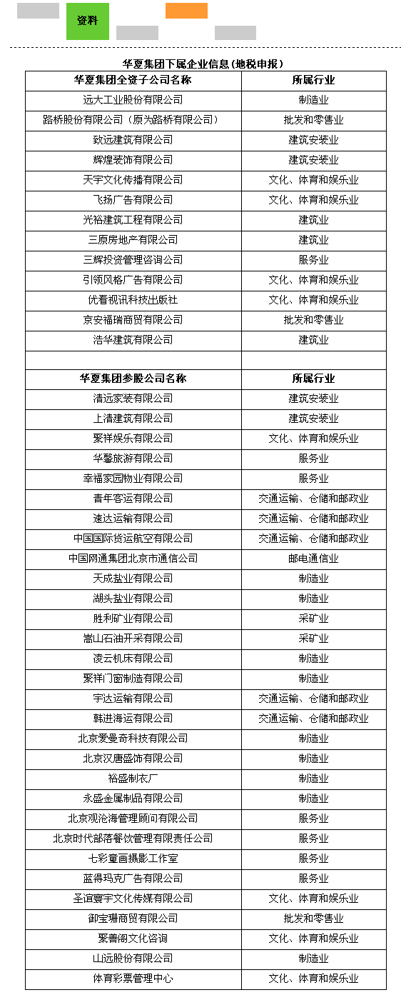 资料
华夏集团下属企业信息(地税申报)
华夏集团全资子公司名称 所属行业
远大工业股份有限公司 制造业
路桥股份有限公司（原为路桥有限公司） 批发和零售业
致远建筑有限公司 建筑安装业
辉煌装饰有限公司 建筑安装业
天宇文化传播有限公司 文化、体育和娱乐业
飞扬广告有限公司 文化、体育和娱乐业
光裕建筑工程有限公司 建筑业
三原房地产有限公司 建筑业
三辉投资管理咨询公司 服务业
引领风格广告有限公司 文化、体育和娱乐业
优看视讯科技出版社 文化、体育和娱乐业
京安福瑞商贸有限公司 批发和零售业
浩华建筑有限公司 建筑业
华夏集团参股公司名称 所属行业
清远家装有限公司 建筑安装业
上清建筑有限公司 建筑安装业
聚祥娱乐有限公司 文化、体育和娱乐业
华馨旅游有限公司 服务业
幸福家园物业有限公司 服务业
青年客运有限公司 交通运输、仓储和邮政业
速达运输有限公司 交通运输、仓储和邮政业
中国国际货运航空有限公司 交通运输、仓储和邮政业
中国网通集团北京市通信公司 邮电通信业
天成盐业有限公司 制造业
湖头盐业有限公司 制造业
胜利矿业有限公司 采矿业
嵩山石油开采有限公司 采矿业
凌云机床有限公司 制造业
聚祥门窗制造有限公司 制造业
宇达运输有限公司 交通运输、仓储和邮政业
韩进海运有限公司 交通运输、仓储和邮政业
北京爱曼奇科技有限公司 制造业
北京汉唐盛饰有限公司 制造业
裕盛制衣厂 制造业
永盛金属制品有限公司 制造业
北京观沧海管理顾问有限公司 服务业
北京时代部落餐饮管理有限责任公司 服务业
七彩童画摄影工作室 服务业
蓝得玛克广告有限公司 服务业
圣谊寰宇文化传媒有限公司 文化、体育和娱乐业
御宝珊商贸有限公司 批发和零售业
聚善阁文化咨询 文化、体育和娱乐业
山远股份有限公司 制造业
体育彩票管理中心 文化、体育和娱乐业